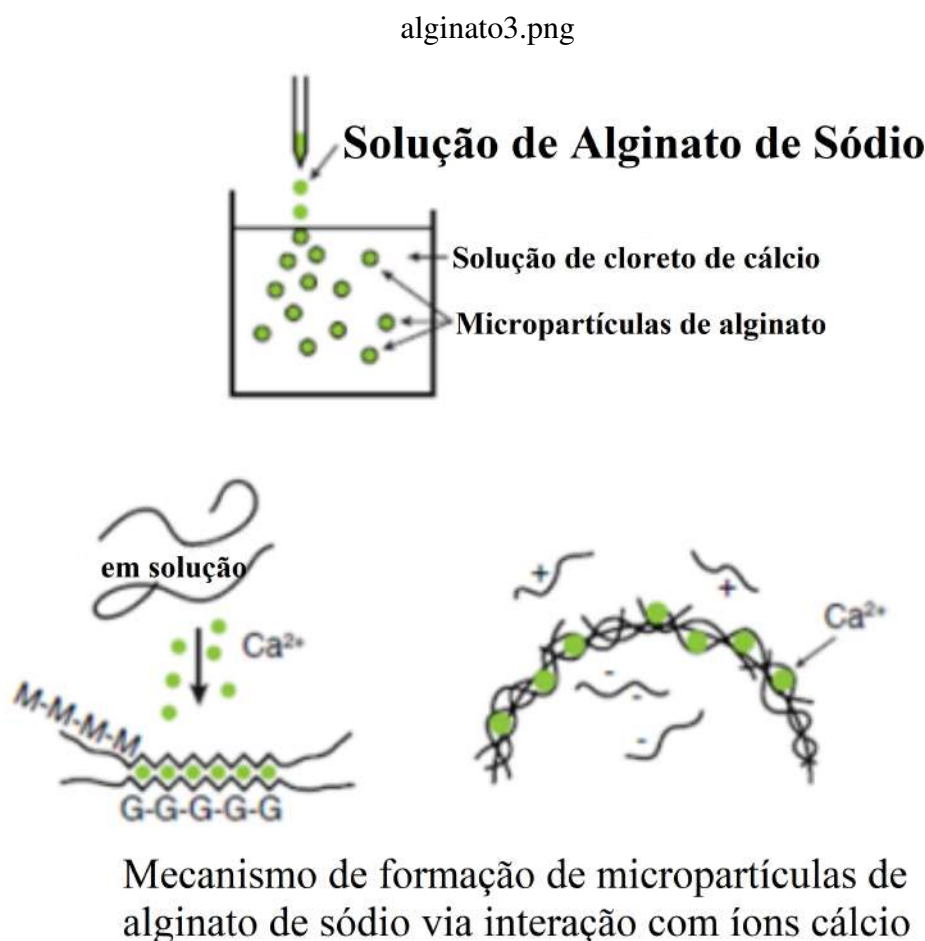 alginato3.png
Solução de Alginato de Sódio
Solução de cloreto de cálcio
Micropartículas de alginato
em solução
Ca²⁺
M-M-M-M
G-G-G-G-G
+
+
Ca²⁺
-
-
-
Mecanismo de formação de micropartículas de
alginato de sódio via interação com íons cálcio